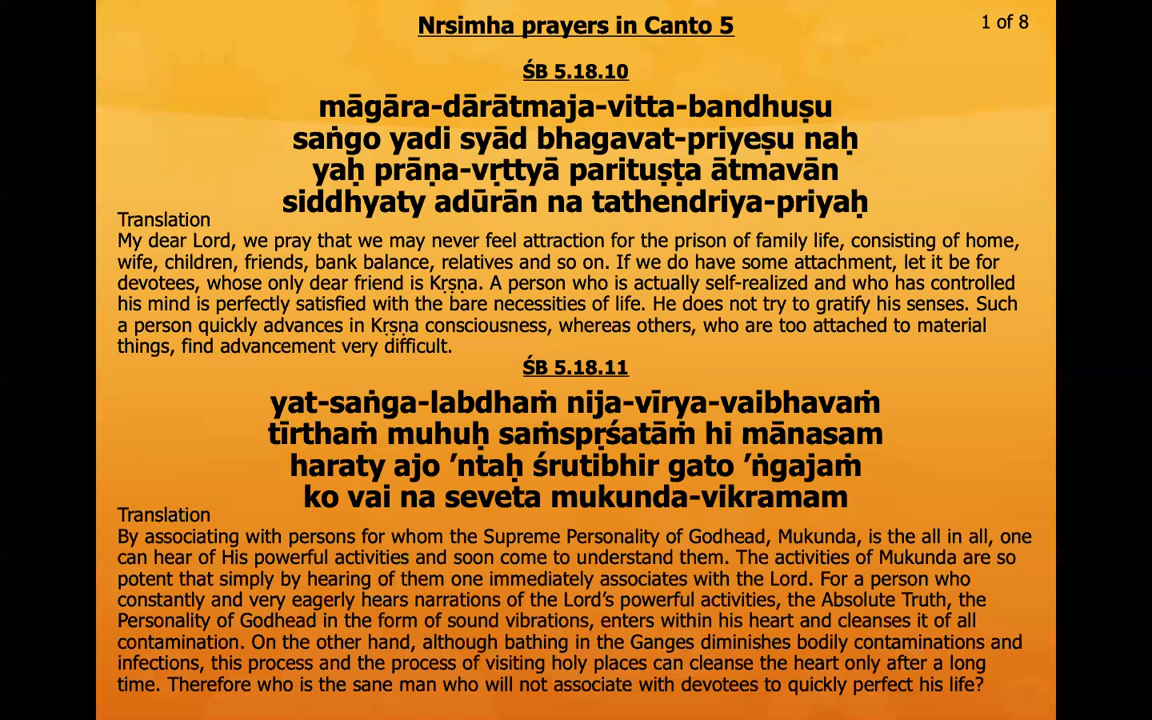 Nrsimha prayers in Canto 5
1 of 8
ŚB 5.18.10
māgāra-dārātmaja-vitta-bandhuṣu
saṅgo yadi syād bhagavat-priyeṣu naḥ
yaḥ prāṇa-vṛttyā parituṣṭa ātmavān
siddhyaty adūrān na tathendriya-priyaḥ
Translation
My dear Lord, we pray that we may never feel attraction for the prison of family life, consisting of home,
wife, children, friends, bank balance, relatives and so on. If we do have some attachment, let it be for
devotees, whose only dear friend is Kṛṣṇa. A person who is actually self-realized and who has controlled
his mind is perfectly satisfied with the bare necessities of life. He does not try to gratify his senses. Such
a person quickly advances in Kṛṣṇa consciousness, whereas others, who are too attached to material
things, find advancement very difficult.
ŚB 5.18.11
yat-saṅga-labdhaṁ nija-vīrya-vaibhavaṁ
tīrthaṁ muhuḥ saṁspṛśatāṁ hi mānasam
haraty ajo ’ntaḥ śrutibhir gato ’ṅgajaṁ
ko vai na seveta mukunda-vikramam
Translation
By associating with persons for whom the Supreme Personality of Godhead, Mukunda, is the all in all, one
can hear of His powerful activities and soon come to understand them. The activities of Mukunda are so
potent that simply by hearing of them one immediately associates with the Lord. For a person who
constantly and very eagerly hears narrations of the Lord’s powerful activities, the Absolute Truth, the
Personality of Godhead in the form of sound vibrations, enters within his heart and cleanses it of all
contamination. On the other hand, although bathing in the Ganges diminishes bodily contaminations and
infections, this process and the process of visiting holy places can cleanse the heart only after a long
time. Therefore who is the sane man who will not associate with devotees to quickly perfect his life?